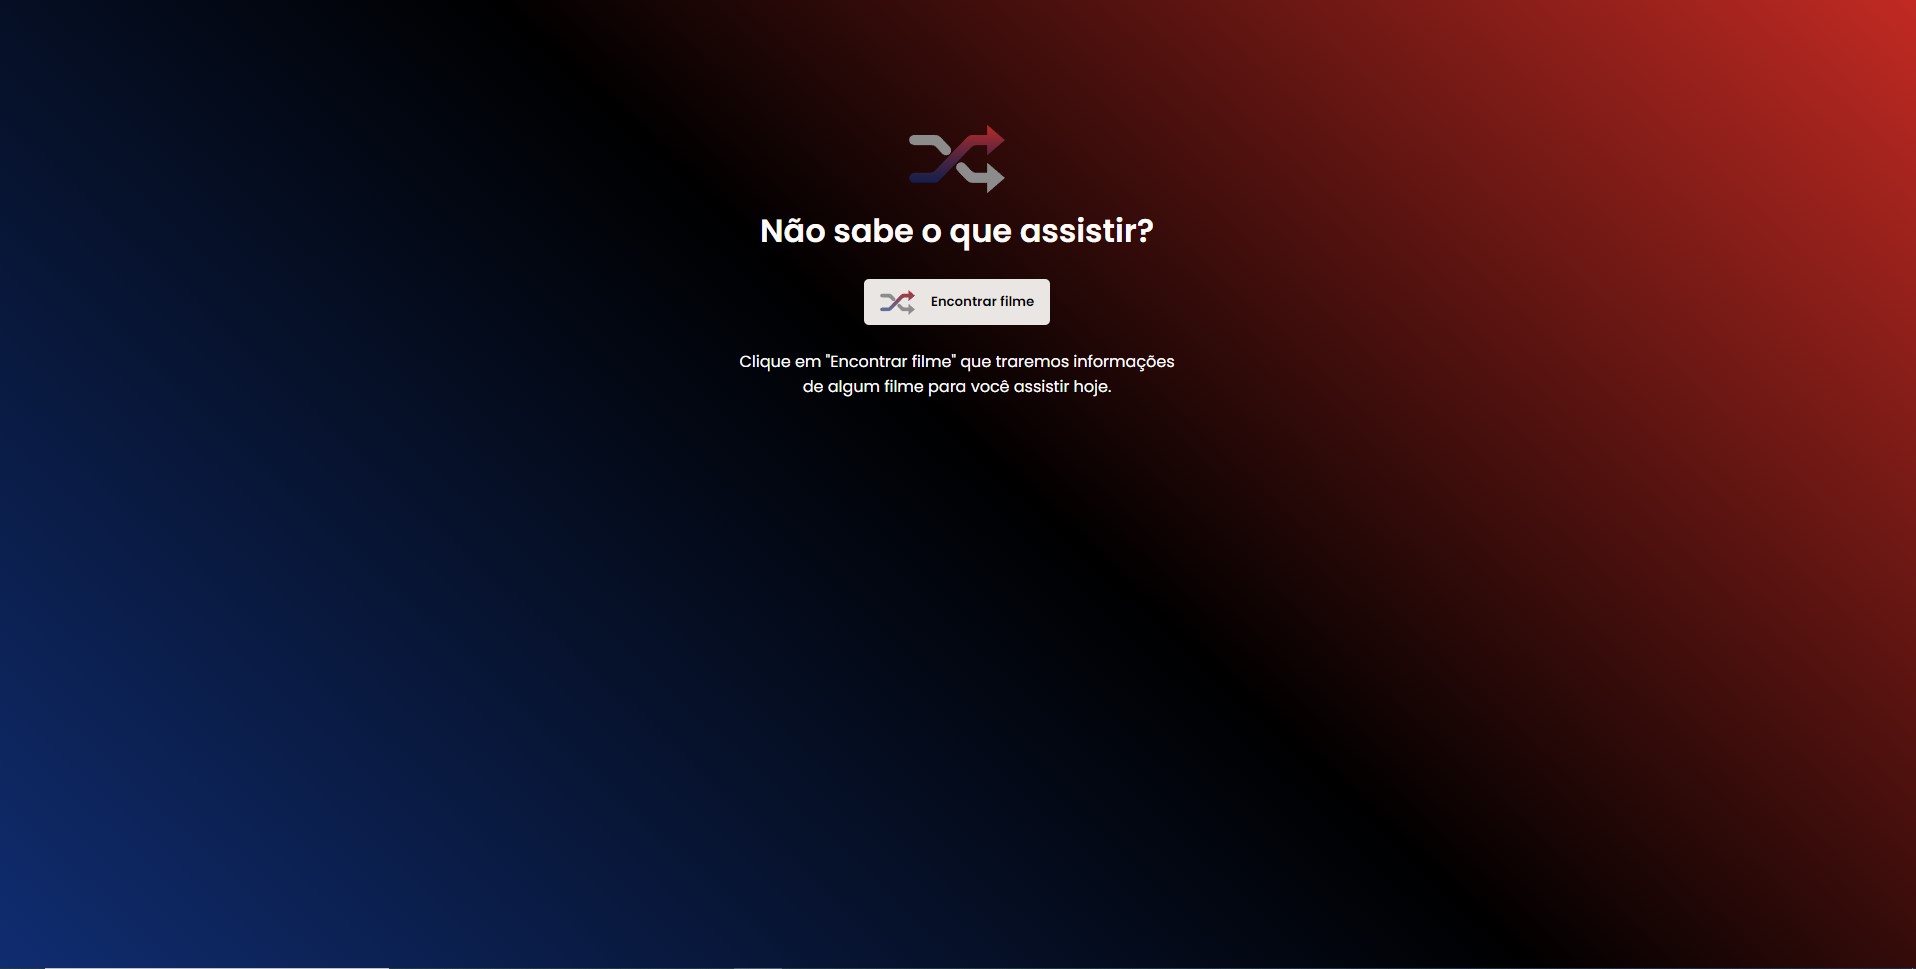 Não sabe o que assistir?
Encontrar filme
Clique em "Encontrar filme" que traremos informações
de algum filme para você assistir hoje.